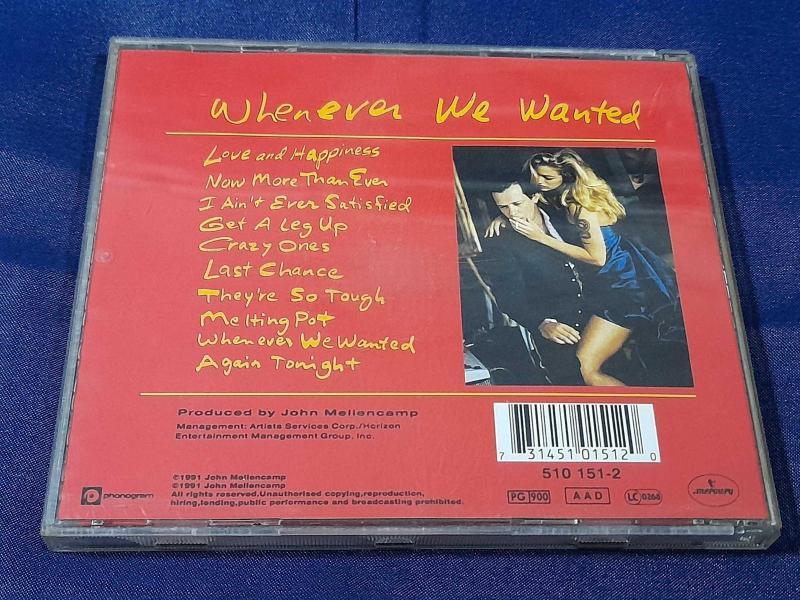 Whenever We Wanted
Love and Happiness
Now More Than Ever
I Ain't Ever Satisfied
Get A Leg Up
Crazy Ones
Last Chance
They're So Tough
Melting Pot
Whenever We Wanted
Again Tonight
Produced by John Mellencamp
Management: Artists Services Corp./Horizon
Entertainment Management Group, Inc.
7 31451 01512 0
510 151-2
©1991 John Mellencamp
℗1991 John Mellencamp
All rights reserved.Unauthorised copying,reproduction,
hiring,lending,public performance and broadcasting prohibited.
phonogram
PG 900
AAD
LC 0268
mercury